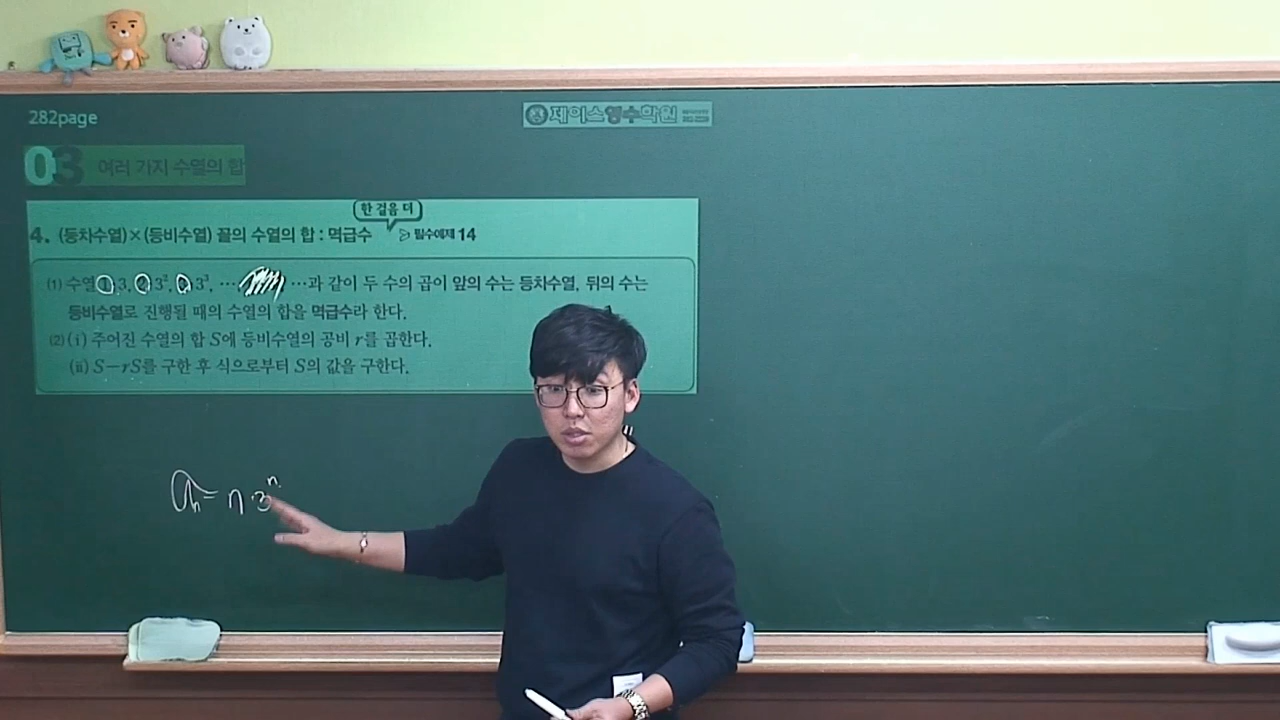 282page
제이스영수학원
03 여러 가지 수열의 합
한 걸음 더
4. (등차수열)×(등비수열) 꼴의 수열의 합 : 멱급수 필수예제 14
(1) 수열 3, 3², 3³, … …과 같이 두 수의 곱이 앞의 수는 등차수열, 뒤의 수는
등비수열로 진행될 때의 수열의 합을 멱급수라 한다.
(2) (ⅰ) 주어진 수열의 합 S에 등비수열의 공비 r를 곱한다.
(ⅱ) S-rS를 구한 후 식으로부터 S의 값을 구한다.
aₙ = n·3ⁿ